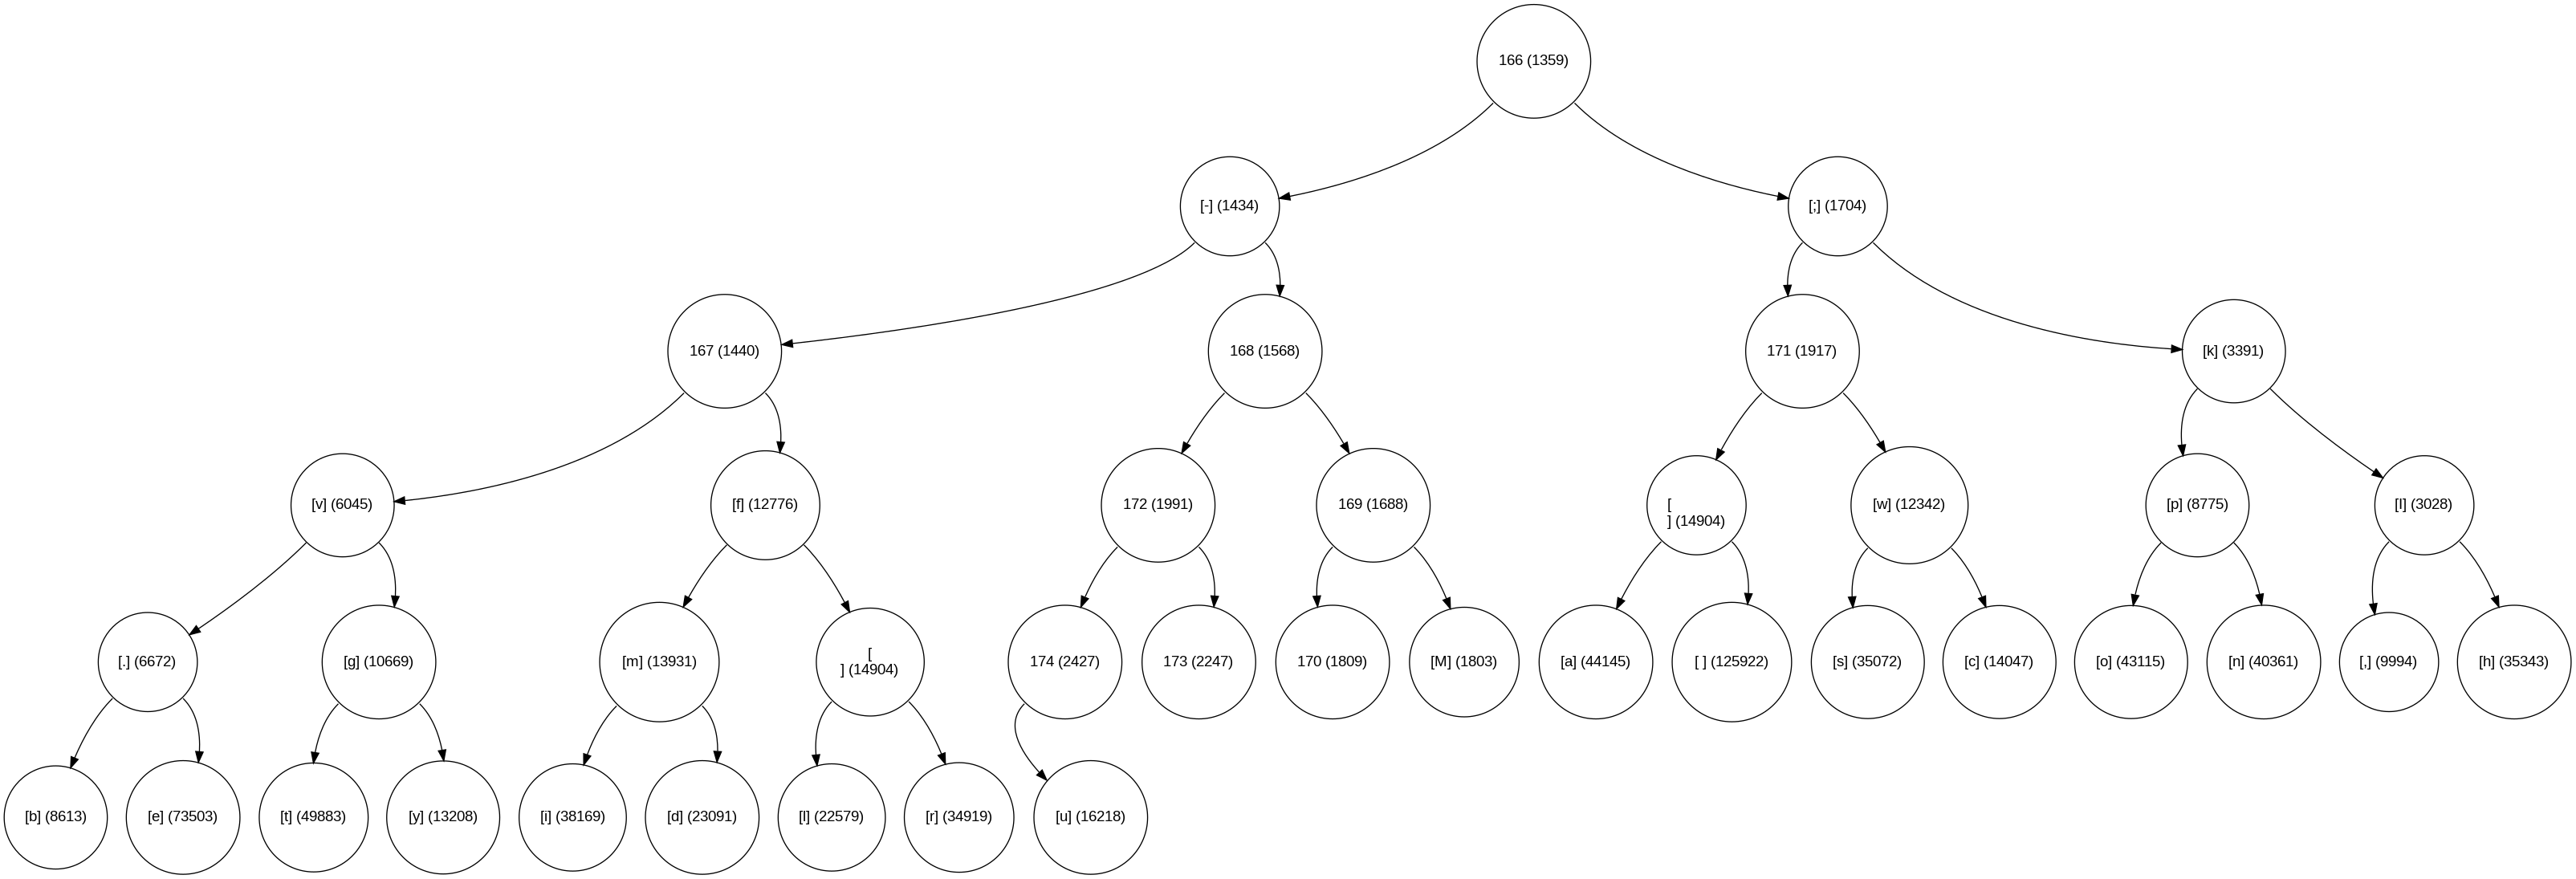 166 (1359)
[-] (1434)
[;] (1704)
167 (1440)
168 (1568)
171 (1917)
[k] (3391)
[v] (6045)
[f] (12776)
172 (1991)
169 (1688)
[
] (14904)
[w] (12342)
[p] (8775)
[I] (3028)
[.] (6672)
[g] (10669)
[m] (13931)
[
] (14904)
174 (2427)
173 (2247)
170 (1809)
[M] (1803)
[a] (44145)
[ ] (125922)
[s] (35072)
[c] (14047)
[o] (43115)
[n] (40361)
[,] (9994)
[h] (35343)
[b] (8613)
[e] (73503)
[t] (49883)
[y] (13208)
[i] (38169)
[d] (23091)
[l] (22579)
[r] (34919)
[u] (16218)